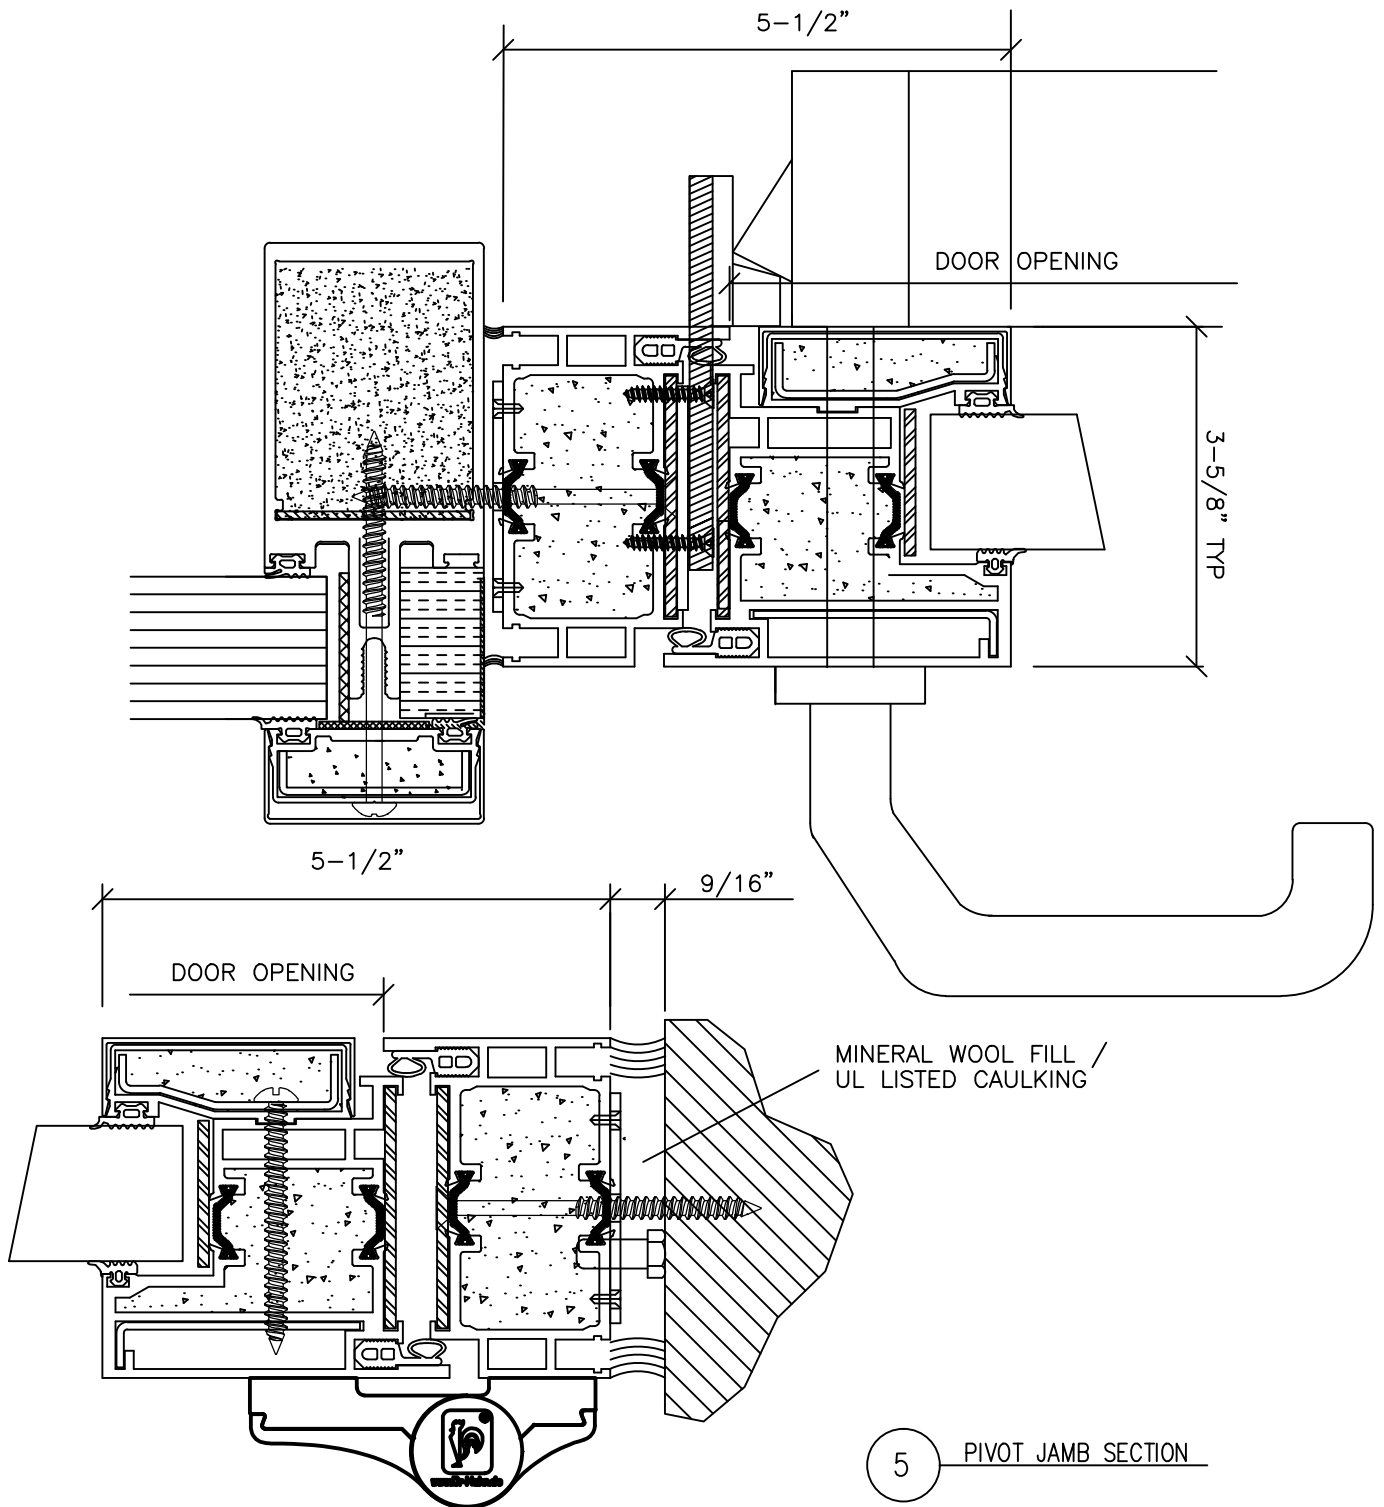 5-1/2"
DOOR OPENING
3-5/8" TYP
5-1/2"
9/16"
DOOR OPENING
MINERAL WOOL FILL /
UL LISTED CAULKING
5
PIVOT JAMB SECTION